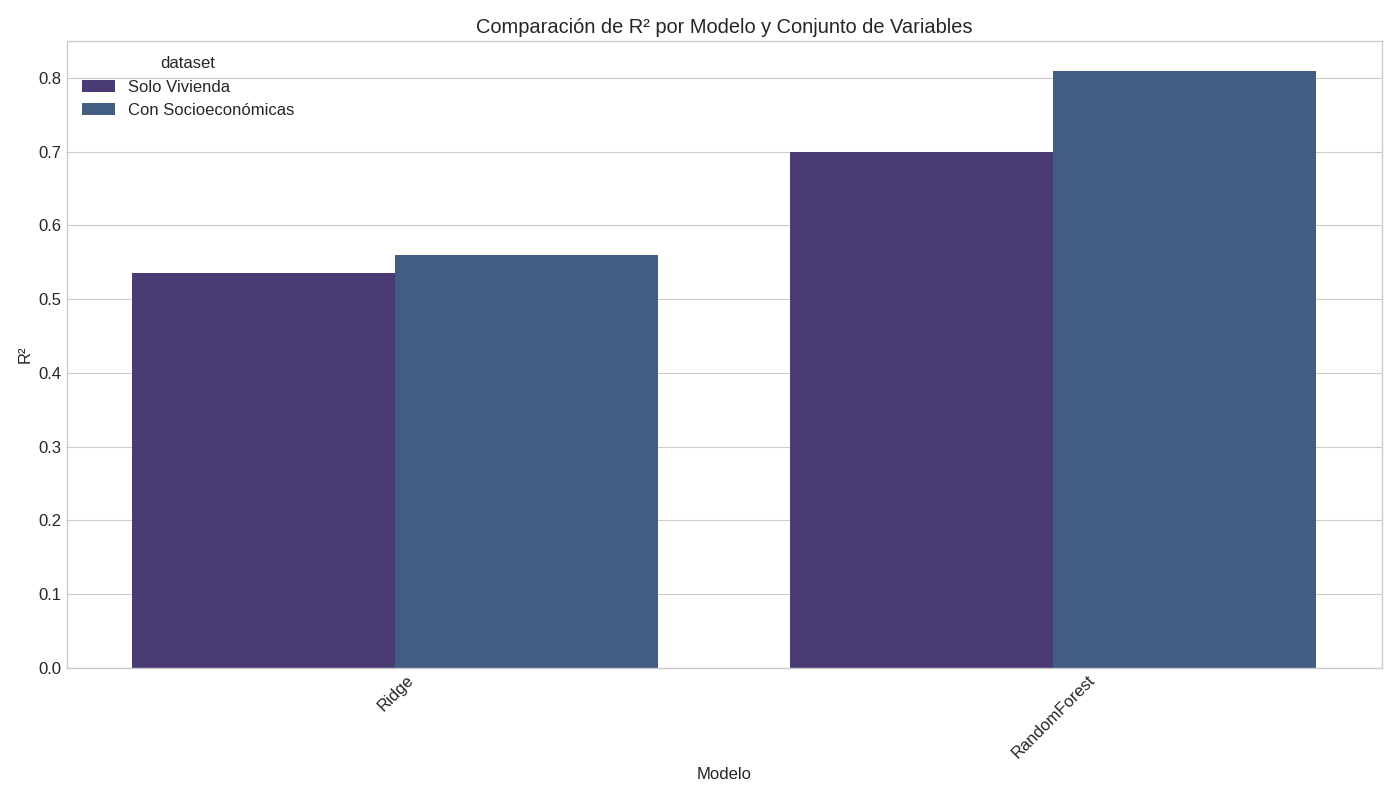 Comparación de R² por Modelo y Conjunto de Variables
dataset
Solo Vivienda
Con Socioeconómicas
0.8
0.7
0.6
0.5
0.4
0.3
0.2
0.1
0.0
R²
Ridge
RandomForest
Modelo